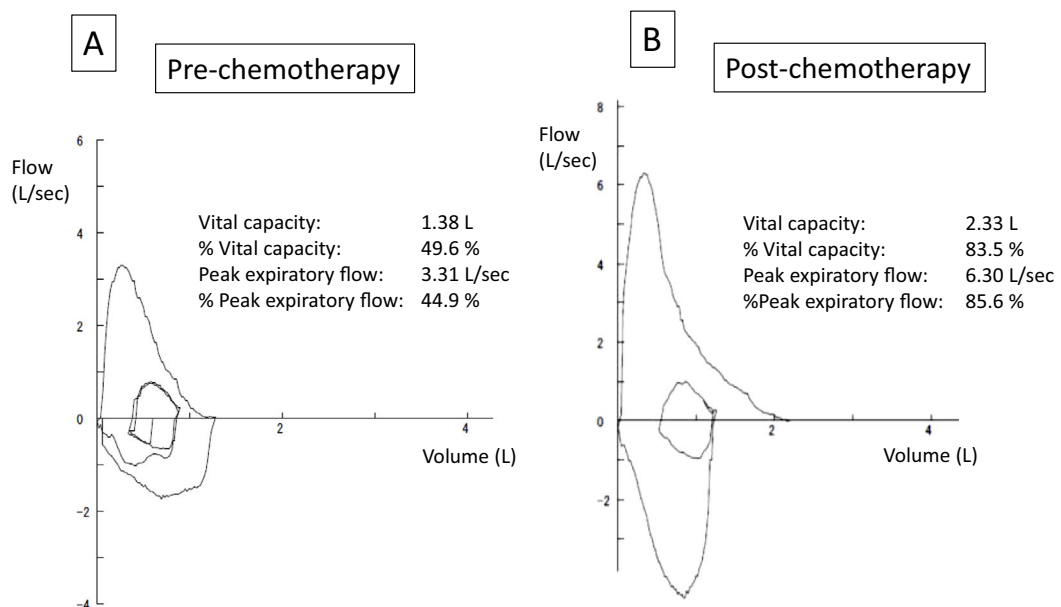 A
Pre-chemotherapy
6
Flow
(L/sec)
4
2
0
-2
-4
2
4
Volume (L)
Vital capacity: 1.38 L
% Vital capacity: 49.6 %
Peak expiratory flow: 3.31 L/sec
% Peak expiratory flow: 44.9 %
B
Post-chemotherapy
8
Flow
(L/sec)
6
4
2
0
-2
2
4
Volume (L)
Vital capacity: 2.33 L
% Vital capacity: 83.5 %
Peak expiratory flow: 6.30 L/sec
%Peak expiratory flow: 85.6 %